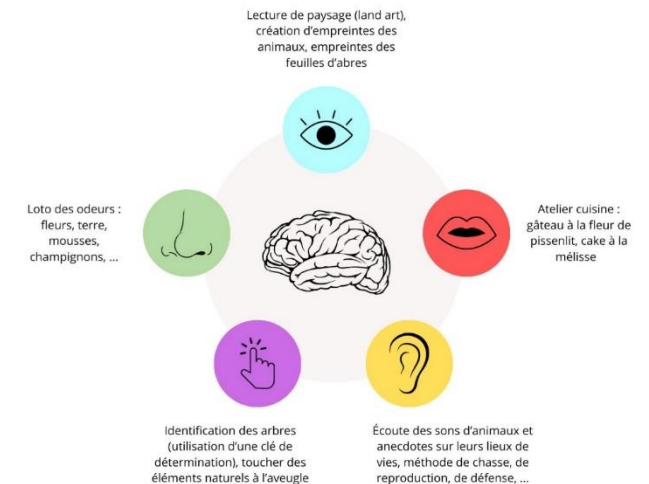 Lecture de paysage (land art),
création d'empreintes des
animaux, empreintes des
feuilles d'abres
Loto des odeurs :
fleurs, terre,
mousses,
champignons, ...
Atelier cuisine :
gâteau à la fleur de
pissenlit, cake à la
mélisse
Identification des arbres
(utilisation d'une clé de
détermination), toucher des
éléments naturels à l'aveugle
Écoute des sons d'animaux et
anecdotes sur leurs lieux de
vies, méthode de chasse, de
reproduction, de défense, ...